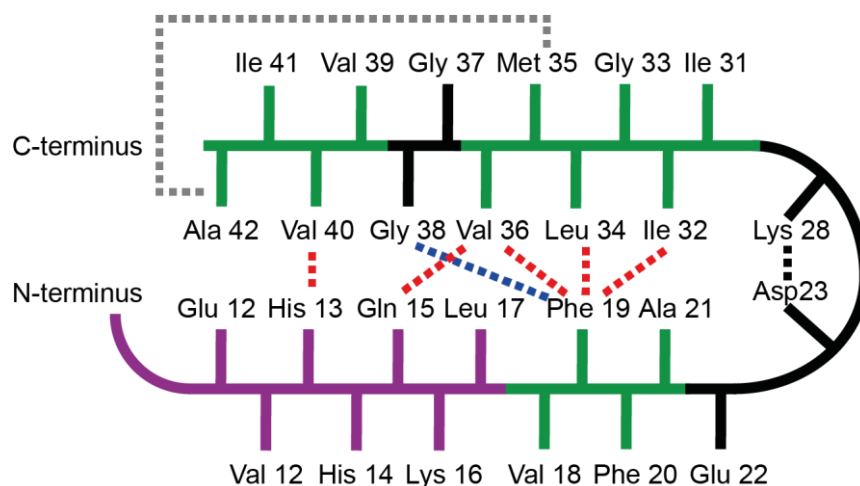 Ile 41 Val 39 Gly 37 Met 35 Gly 33 Ile 31
C-terminus
Ala 42 Val 40 Gly 38 Val 36 Leu 34 Ile 32 Lys 28
N-terminus Asp23
Glu 12 His 13 Gln 15 Leu 17 Phe 19 Ala 21
Val 12 His 14 Lys 16 Val 18 Phe 20 Glu 22